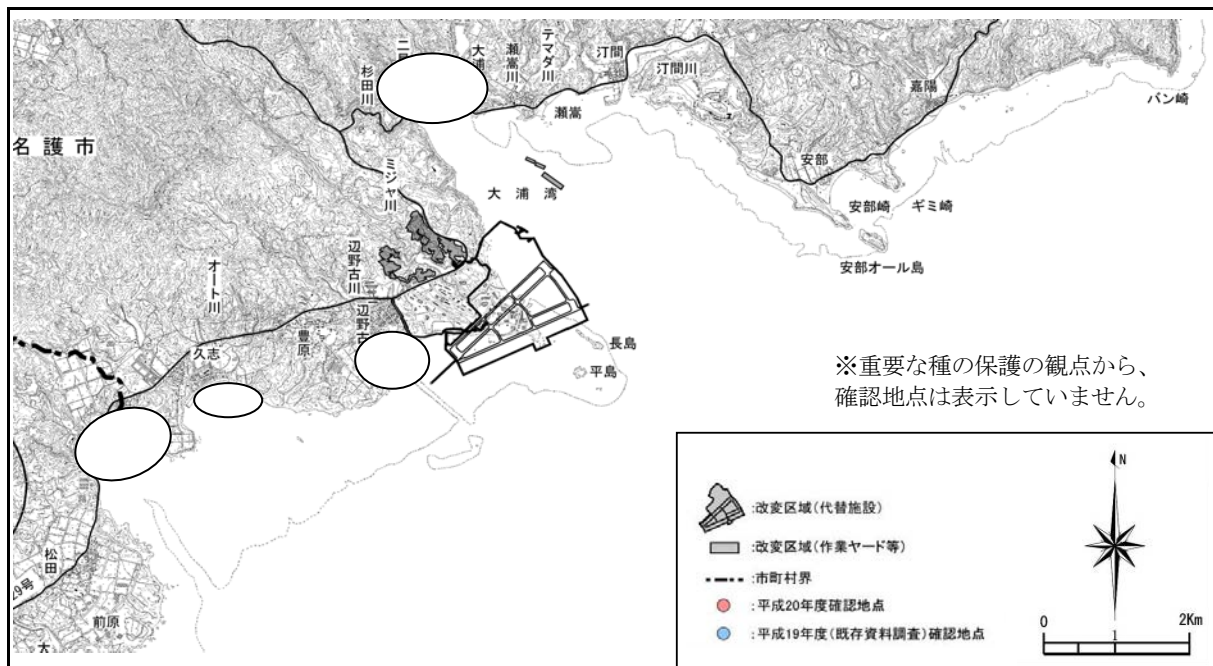 二
杉田川
大浦
瀬嵩川
テマダ川
汀間
汀間川
嘉陽
バン崎
瀬嵩
名護市
ミジャ川
大浦湾
安部
安部崎
ギミ崎
安部オール島
辺野古川
オート川
辺野古
豊原
久志
長島
平島
※重要な種の保護の観点から、
確認地点は表示していません。
松田
29号
前原
大
:改変区域(代替施設)
:改変区域(作業ヤード等)
:市町村界
:平成20年度確認地点
:平成19年度(既存資料調査)確認地点
N
0 1 2Km